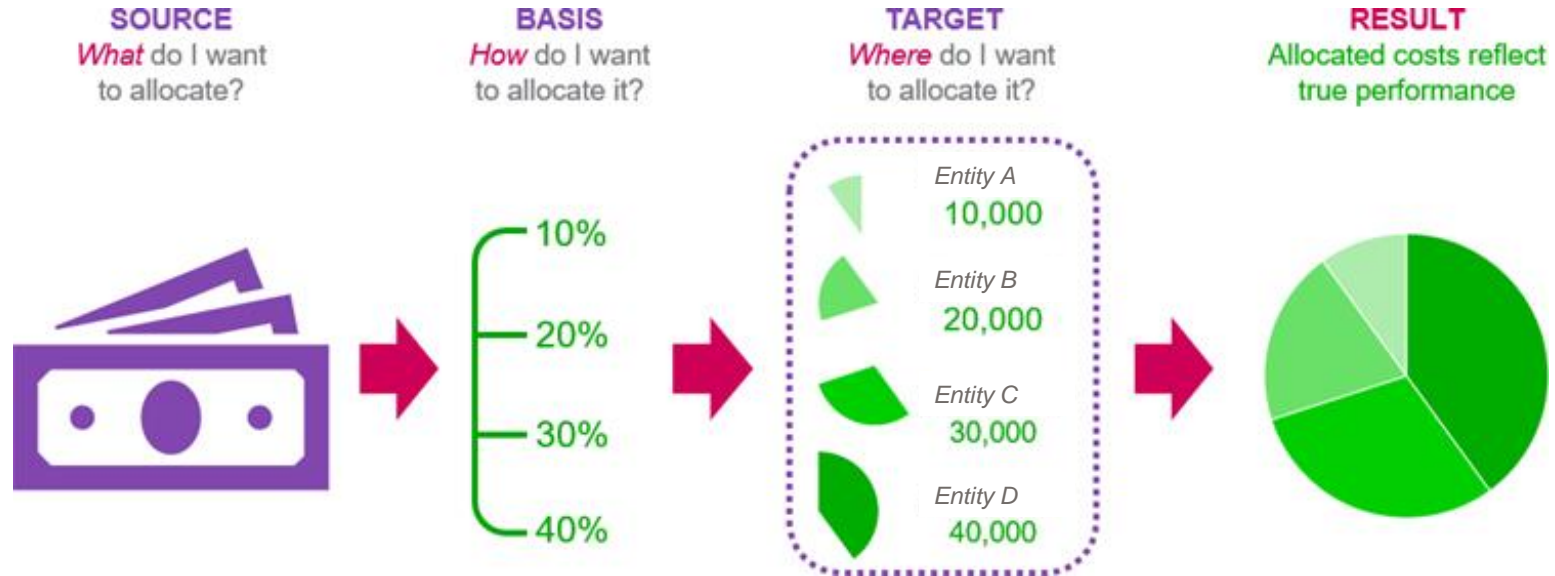 SOURCE
What do I want
to allocate?
BASIS
How do I want
to allocate it?
TARGET
Where do I want
to allocate it?
RESULT
Allocated costs reflect
true performance
10%
20%
30%
40%
Entity A
10,000
Entity B
20,000
Entity C
30,000
Entity D
40,000